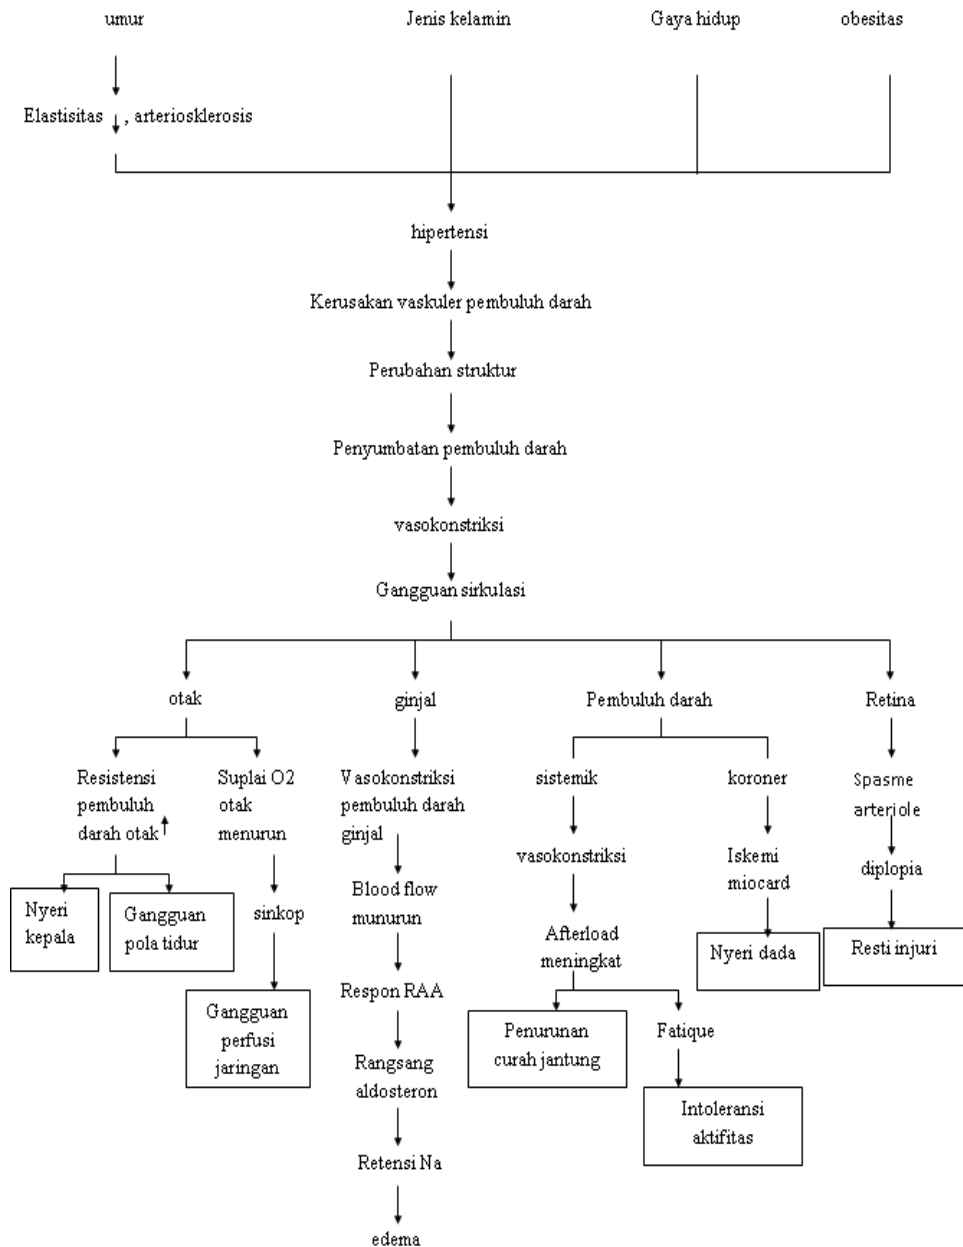 umur
Jenis kelamin
Gaya hidup
obesitas
Elastisitas , arteriosklerosis
hipertensi
Kerusakan vaskuler pembuluh darah
Perubahan struktur
Penyumbatan pembuluh darah
vasokonstriksi
Gangguan sirkulasi
otak
ginjal
Pembuluh darah
Retina
Resistensi
pembuluh
darah otak
Suplai O2
otak
menurun
Vasokonstriksi
pembuluh darah
ginjal
sistemik
koroner
Spasme
arteriole
vasokonstriksi
Iskemi
miocard
diplopia
Nyeri
kepala
Gangguan
pola tidur
sinkop
Blood flow
munurun
Afterload
meningkat
Nyeri dada
Resti injuri
Gangguan
perfusi
jaringan
Respon RAA
Penurunan
curah jantung
Fatique
Rangsang
aldosteron
Intoleransi
aktifitas
Retensi Na
edema